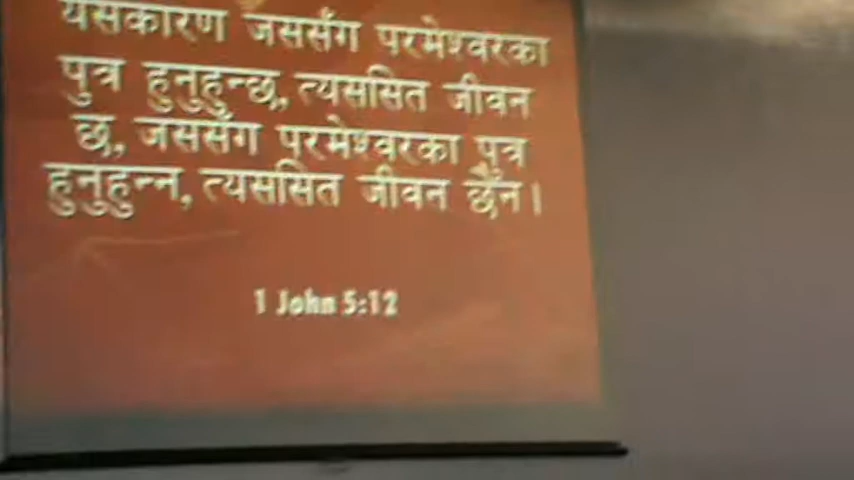 यसकारण जससँग परमेश्वरका
पुत्र हुनुहुन्छ, त्यससित जीवन
छ, जससँग परमेश्वरका पुत्र
हुनुहुन्न, त्यससित जीवन छैन।
1 John 5:12